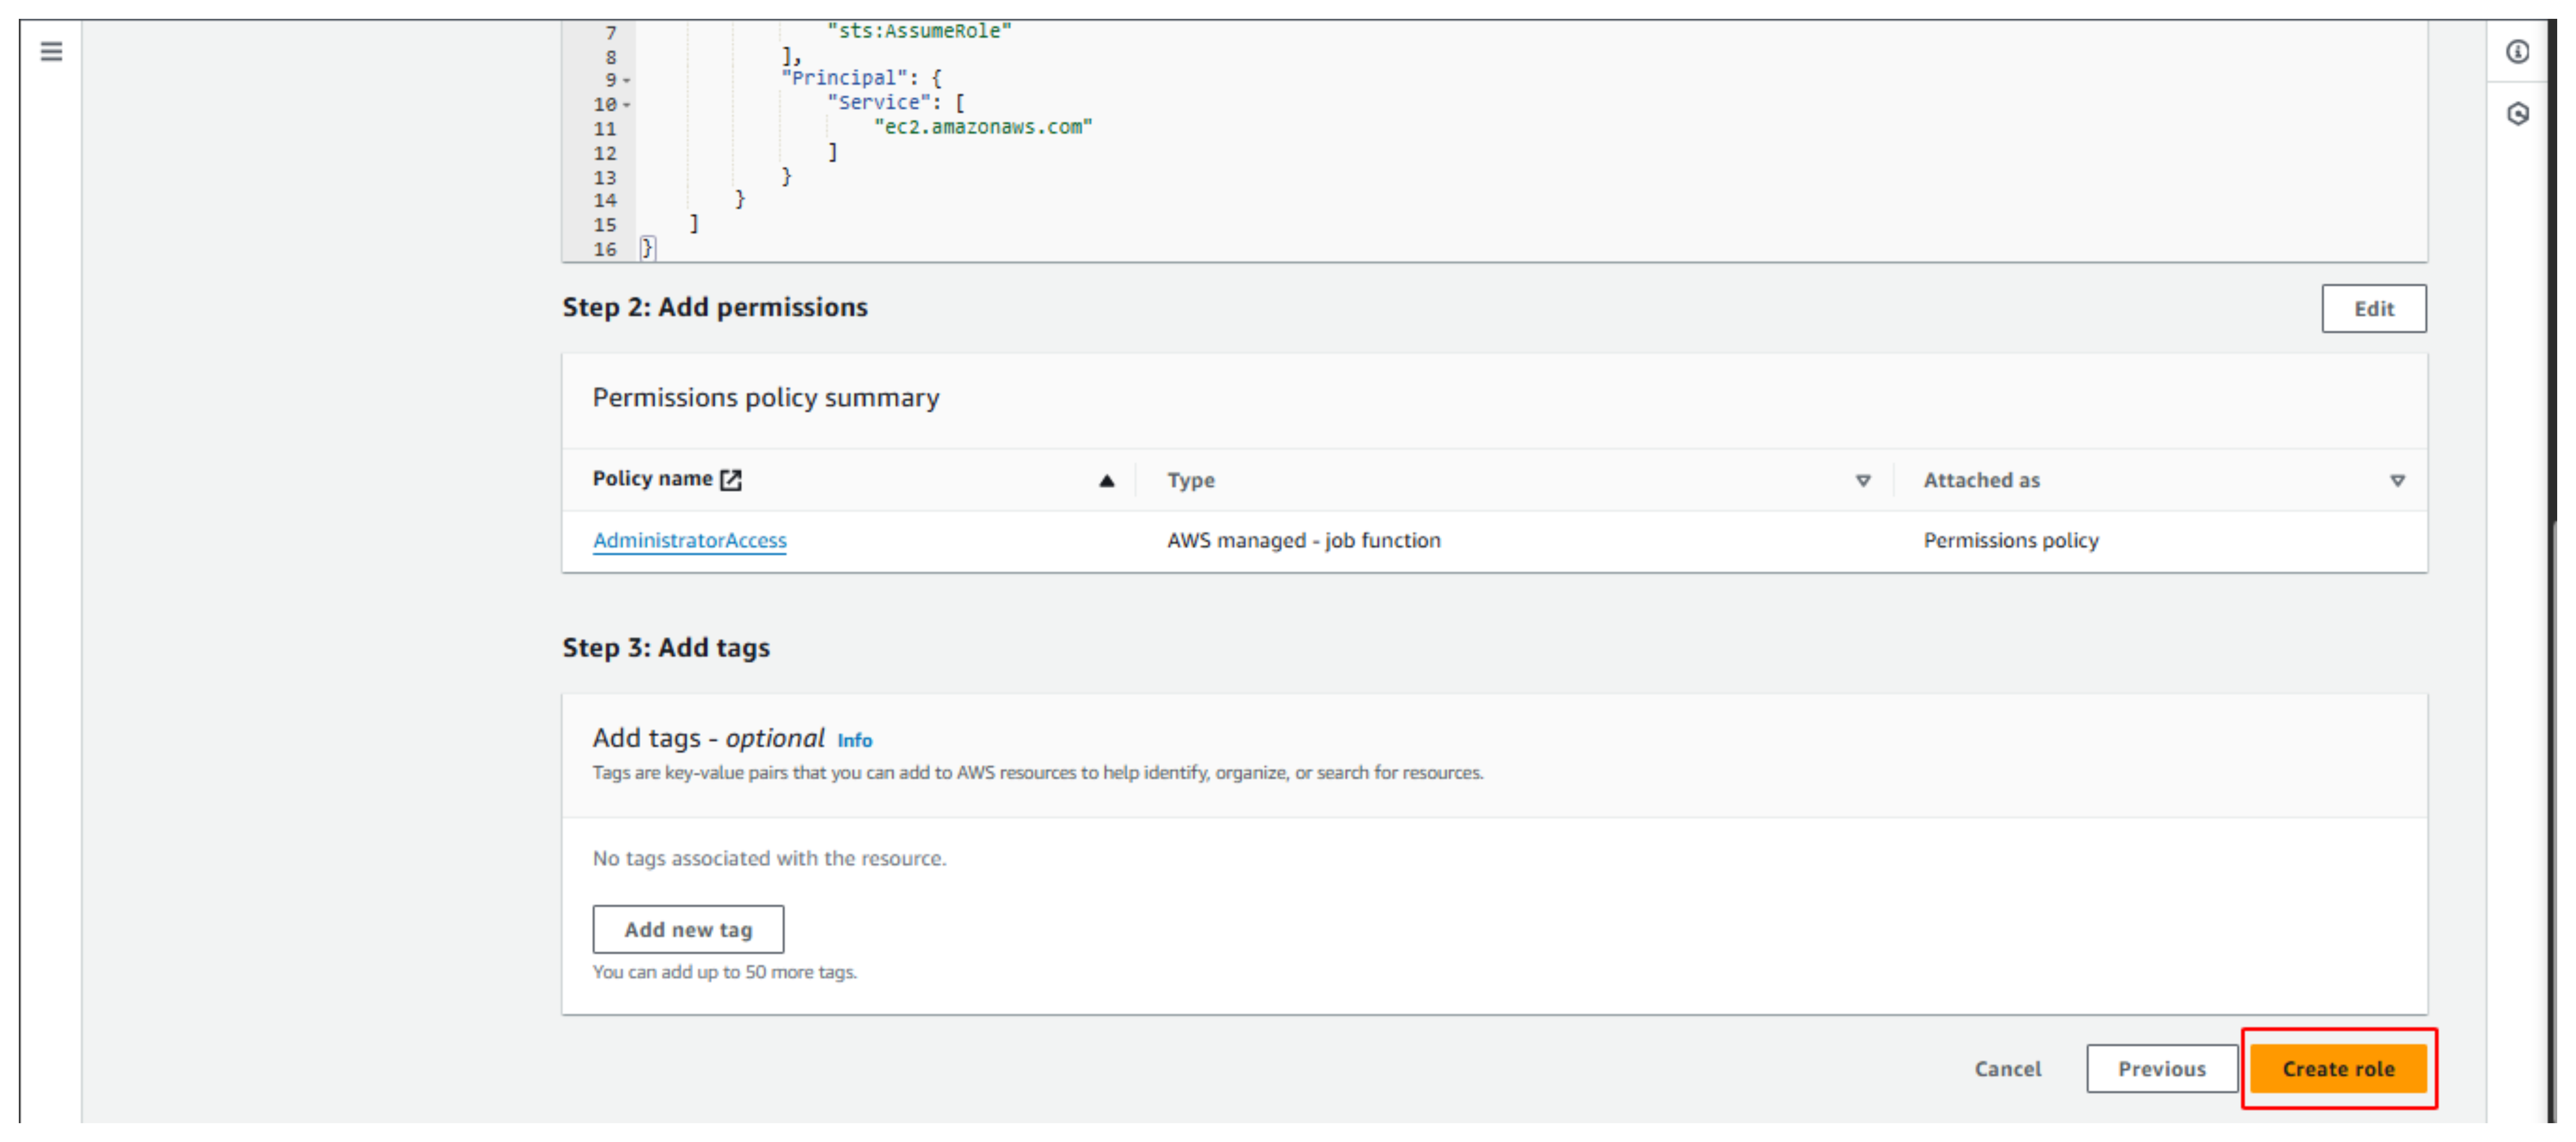 7 "sts:AssumeRole"
8 ],
9 "Principal": {
10 "Service": [
11 "ec2.amazonaws.com"
12 ]
13 }
14 }
15 ]
16 }
Step 2: Add permissions
Edit
Permissions policy summary
Policy name Type Attached as
AdministratorAccess AWS managed - job function Permissions policy
Step 3: Add tags
Add tags - optional Info
Tags are key-value pairs that you can add to AWS resources to help identify, organize, or search for resources.
No tags associated with the resource.
Add new tag
You can add up to 50 more tags.
Cancel Previous Create role